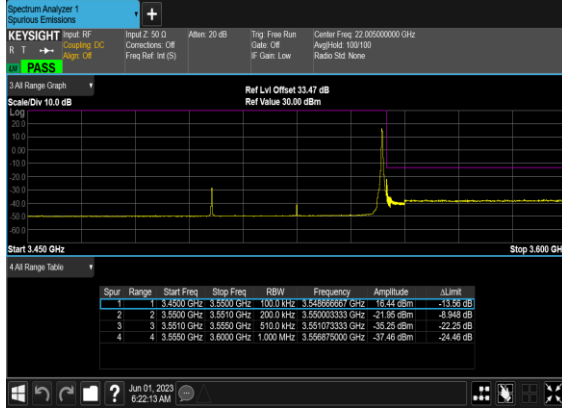 Spectrum Analyzer 1
Spurious Emissions
+
KEYSIGHT Input: RF Input Z: 50 Ω Atten: 20 dB Trig: Free Run Center Freq: 22.005000000 GHz
R T Coupling: DC Corrections: Off Gate: Off Avg|Hold: 100/100
Align: Off Freq Ref: Int (S) IF Gain: Low Radio Std: None
PASS
3 All Range Graph Ref Lvl Offset 33.47 dB
Scale/Div 10.0 dB Ref Value 30.00 dBm
Log
20.0
10.0
0.00
-10.0
-20.0
-30.0
-40.0
-50.0
-60.0
Start 3.450 GHz Stop 3.600 GH
4 All Range Table
Spur Range Start Freq Stop Freq RBW Frequency Amplitude ΔLimit
1 1 3.4500 GHz 3.5500 GHz 100.0 kHz 3.548666667 GHz 16.44 dBm -13.56 dB
2 2 3.5500 GHz 3.5510 GHz 200.0 kHz 3.550003333 GHz -21.95 dBm -8.948 dB
3 3 3.5510 GHz 3.5550 GHz 510.0 kHz 3.551073333 GHz -35.25 dBm -22.25 dB
4 4 3.5550 GHz 3.6000 GHz 1.000 MHz 3.556875000 GHz -37.46 dBm -24.46 dB
? Jun 01, 2023
6:22:13 AM